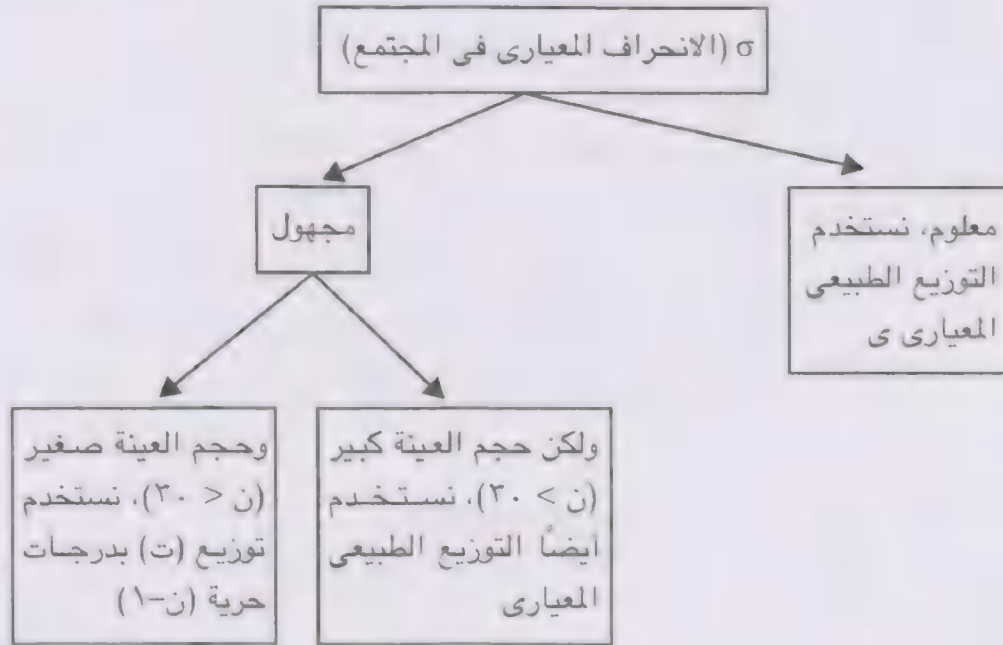 σ (الانحراف المعيارى فى المجتمع)
معلوم، نستخدم
التوزيع الطبيعى
المعيارى ى
مجهول
ولكن حجم العينة كبير
(ن > ٣٠)، نستخدم
أيضًا التوزيع الطبيعى
المعيارى
وحجم العينة صغير
(ن < ٣٠)، نستخدم
توزيع (ت) بدرجات
حرية (ن-١)